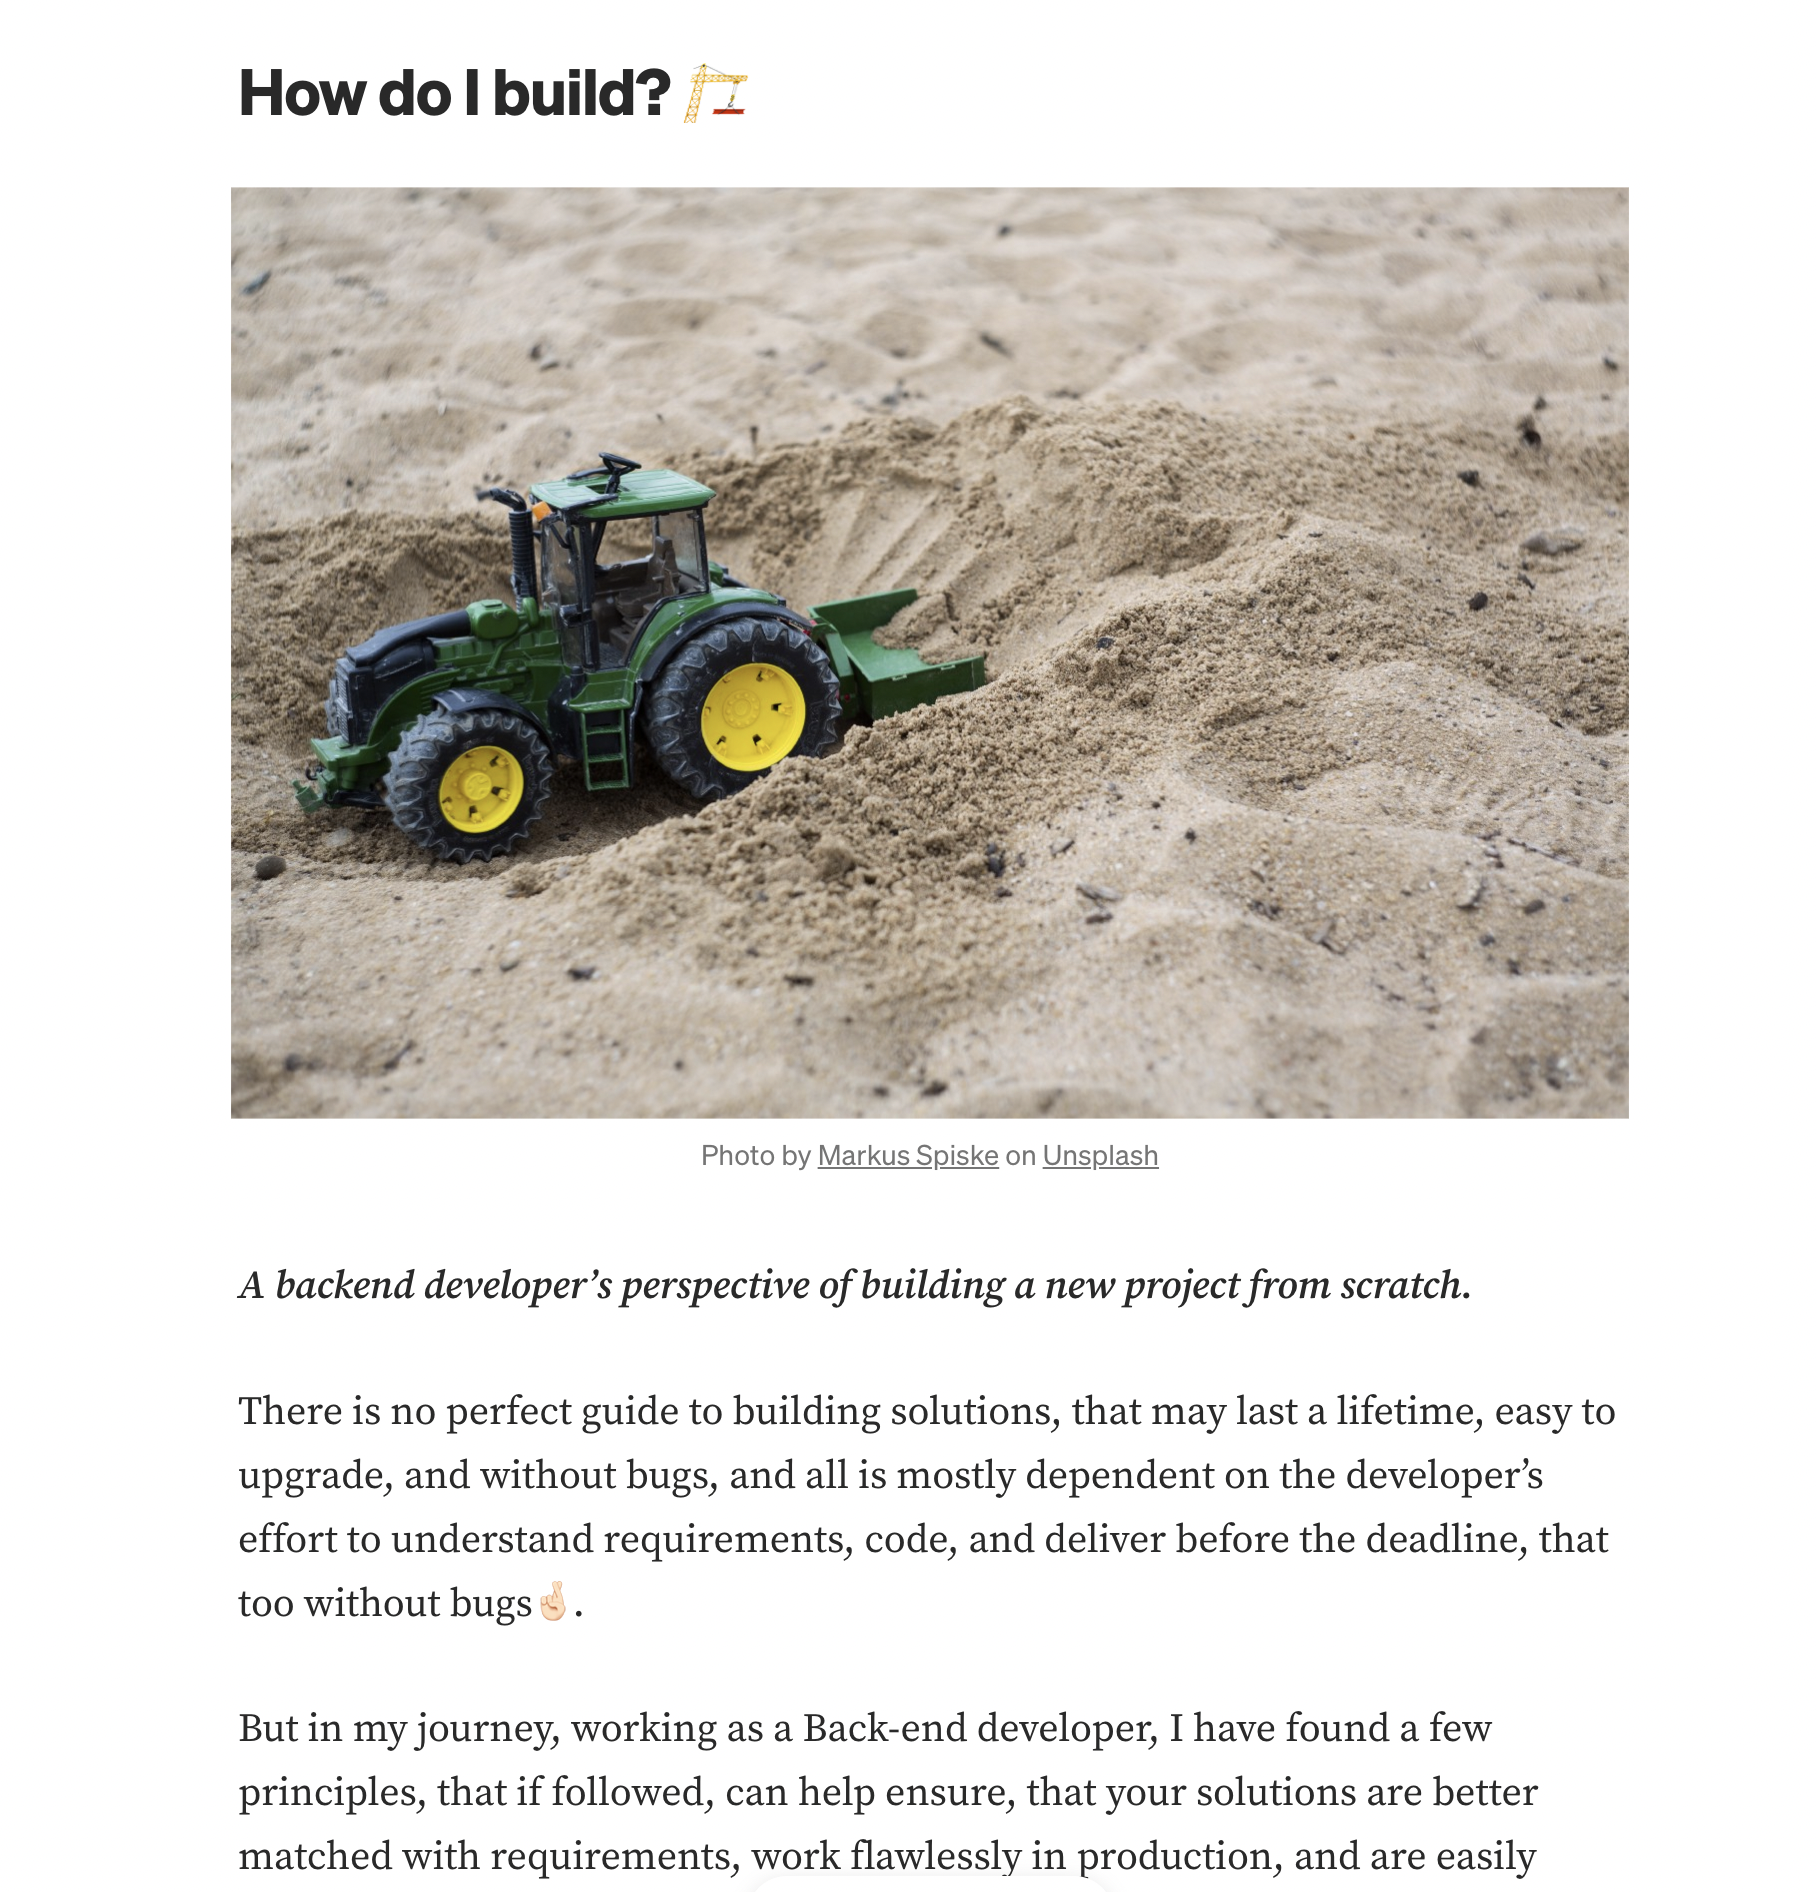 How do I build? 🏗️
Photo by Markus Spiske on Unsplash
A backend developer’s perspective of building a new project from scratch.
There is no perfect guide to building solutions, that may last a lifetime, easy to
upgrade, and without bugs, and all is mostly dependent on the developer’s
effort to understand requirements, code, and deliver before the deadline, that
too without bugs🤞🏻.
But in my journey, working as a Back-end developer, I have found a few
principles, that if followed, can help ensure, that your solutions are better
matched with requirements, work flawlessly in production, and are easily